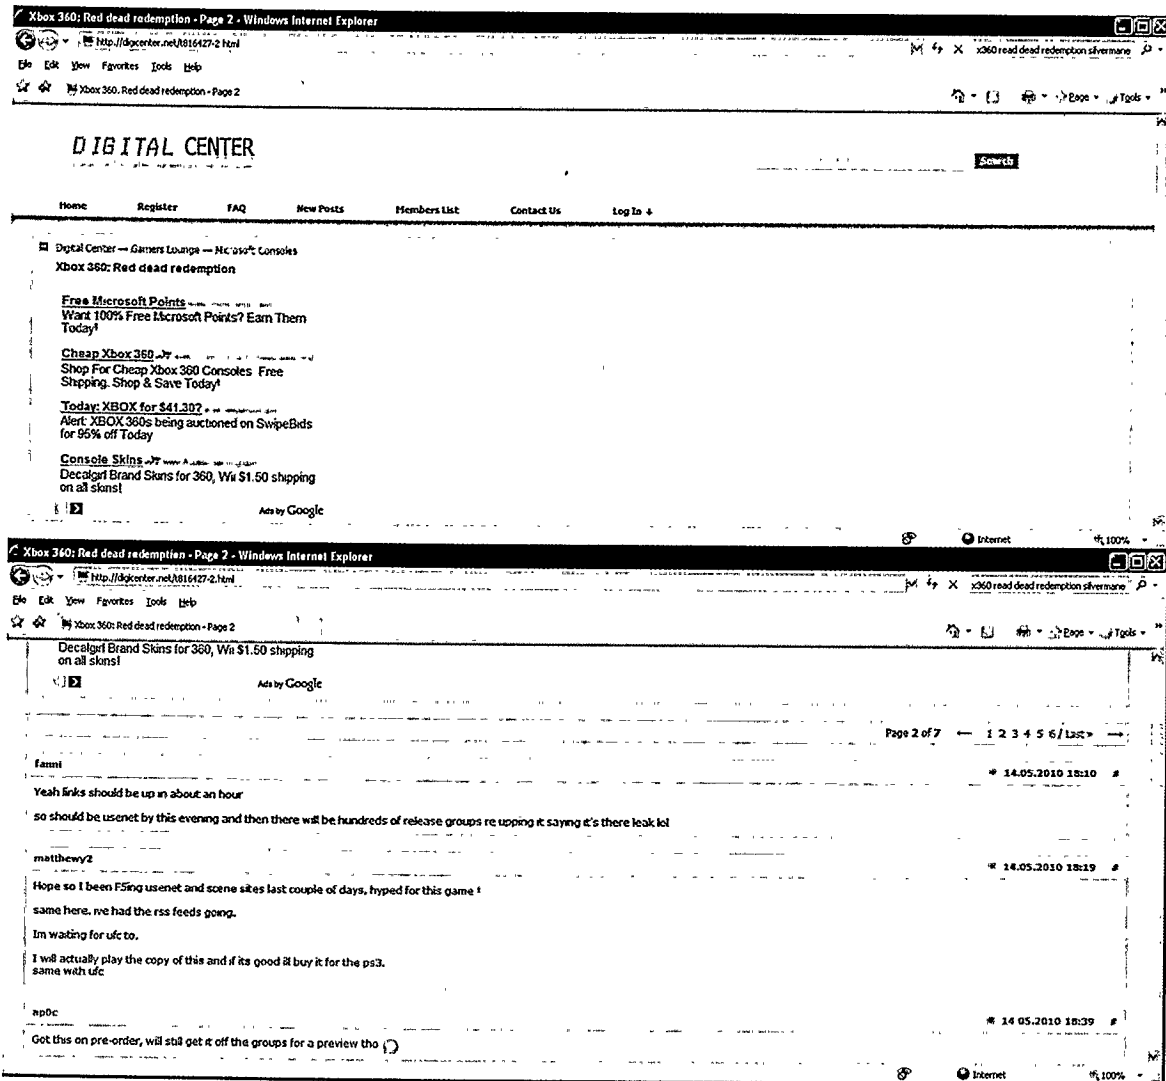 Xbox 360: Red dead redemption - Page 2 - Windows Internet Explorer
http://digcenter.net/t816427-2.html
x360 read dead redemption silvermane
File Edit View Favorites Tools Help
Xbox 360: Red dead redemption - Page 2
Page Tools
DIGITAL CENTER
Search
Home Register FAQ New Posts Members List Contact Us Log In ↓
Digital Center — Gamers Lounge — Microsoft Consoles
Xbox 360: Red dead redemption
Free Microsoft Points
Want 100% Free Microsoft Points? Earn Them
Today!
Cheap Xbox 360
Shop For Cheap Xbox 360 Consoles Free
Shipping. Shop & Save Today!
Today: XBOX for $41.30?
Alert: XBOX 360s being auctioned on SwipeBids
for 95% off Today
Console Skins
Decalgirl Brand Skins for 360, Wii $1.50 shipping
on all skins!
Ads by Google
Internet 100%
Xbox 360: Red dead redemption - Page 2 - Windows Internet Explorer
http://digcenter.net/t816427-2.html
x360 read dead redemption silvermane
File Edit View Favorites Tools Help
Xbox 360: Red dead redemption - Page 2
Page Tools
Decalgirl Brand Skins for 360, Wii $1.50 shipping
on all skins!
Ads by Google
Page 2 of 7 ← 1 2 3 4 5 6 / Last » →
fanni
14.05.2010 18:10 #
Yeah links should be up in about an hour
so should be usenet by this evening and then there will be hundreds of release groups re upping it saying it's there leak lol
matthewy2
14.05.2010 18:19 #
Hope so I been F5ing usenet and scene sites last couple of days, hyped for this game !
same here. ive had the rss feeds going.
Im waiting for ufc to.
I will actually play the copy of this and if its good ill buy it for the ps3.
same with ufc
ap0c
14.05.2010 18:39 #
Got this on pre-order, will still get it off the groups for a preview tho
Internet 100%